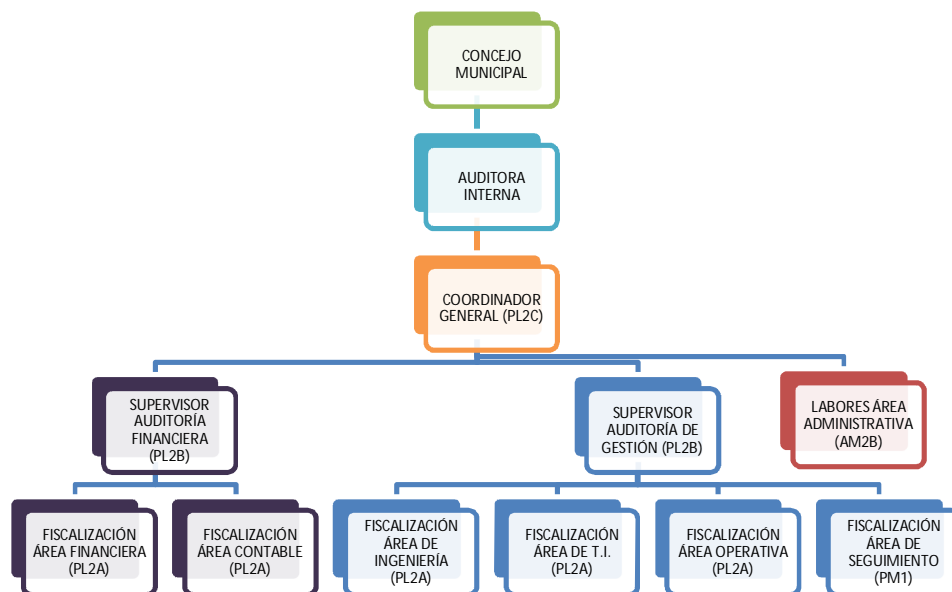 CONCEJO
MUNICIPAL
AUDITORA
INTERNA
COORDINADOR
GENERAL (PL2C)
SUPERVISOR
AUDITORÍA
FINANCIERA
(PL2B)
SUPERVISOR
AUDITORÍA DE
GESTIÓN (PL2B)
LABORES ÁREA
ADMINISTRATIVA
(AM2B)
FISCALIZACIÓN
ÁREA FINANCIERA
(PL2A)
FISCALIZACIÓN
ÁREA CONTABLE
(PL2A)
FISCALIZACIÓN
ÁREA DE
INGENIERÍA
(PL2A)
FISCALIZACIÓN
ÁREA DE T.I.
(PL2A)
FISCALIZACIÓN
ÁREA OPERATIVA
(PL2A)
FISCALIZACIÓN
ÁREA DE
SEGUIMIENTO
(PM1)